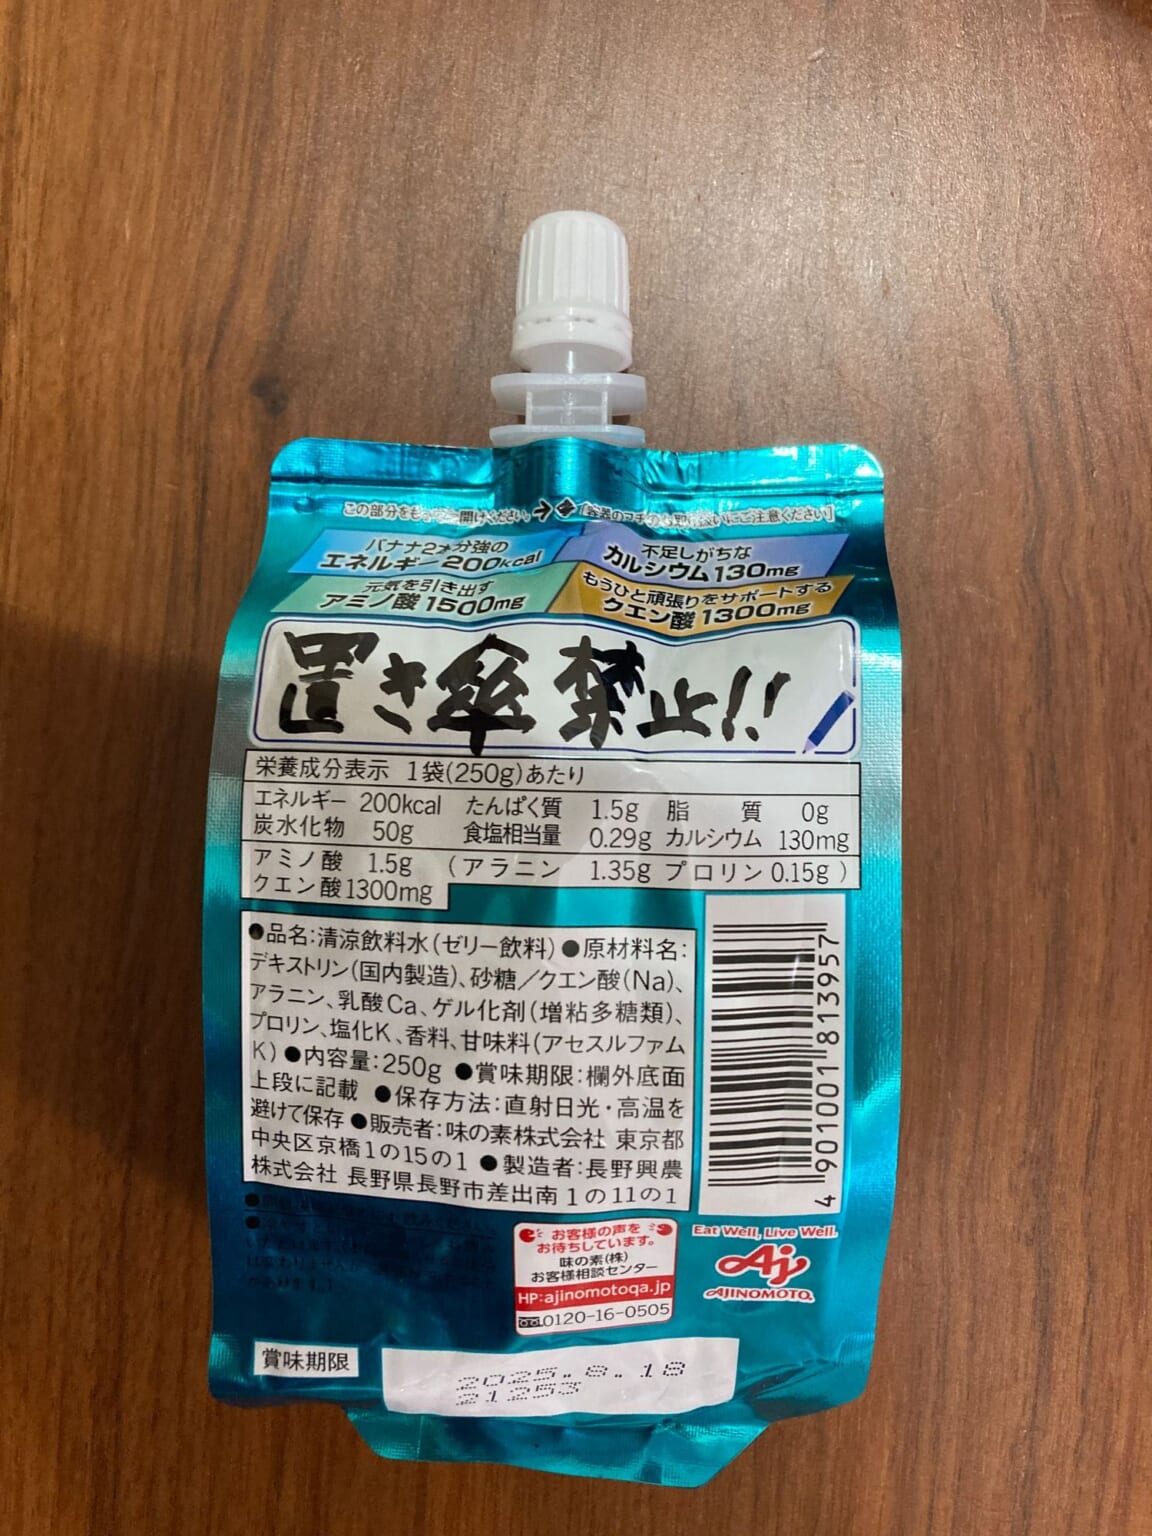 この部分をも 開けください。
[容器のコチの お取り扱いにご注意ください]
バナナ2本分強の
エネルギー200kcal
不足しがちな
カルシウム130mg
元気を引き出す
アミノ酸1500mg
もうひと頑張りをサポートする
クエン酸1300mg
置き傘禁止!!
栄養成分表示 1袋(250g)あたり
エネルギー 200kcal たんぱく質 1.5g 脂質 0g
炭水化物 50g 食塩相当量 0.29g カルシウム 130mg
アミノ酸 1.5g (アラニン 1.35g プロリン 0.15g)
クエン酸1300mg
●品名:清涼飲料水(ゼリー飲料)●原材料名:
デキストリン(国内製造)、砂糖/クエン酸(Na)、
アラニン、乳酸Ca、ゲル化剤(増粘多糖類)、
プロリン、塩化K、香料、甘味料(アセスルファム
K)●内容量:250g ●賞味期限:欄外底面
上段に記載 ●保存方法:直射日光・高温を
避けて保存 ●販売者:味の素株式会社 東京都
中央区京橋1の15の1 ●製造者:長野興農
株式会社 長野県長野市差出南1の11の1
4 901001 813957
お客様の声を
お待ちしています。
味の素(株)
お客様相談センター
HP:ajinomotoqa.jp
0120-16-0505
Eat Well, Live Well.
Aj
AJINOMOTO.
賞味期限
2025.8.18
21253